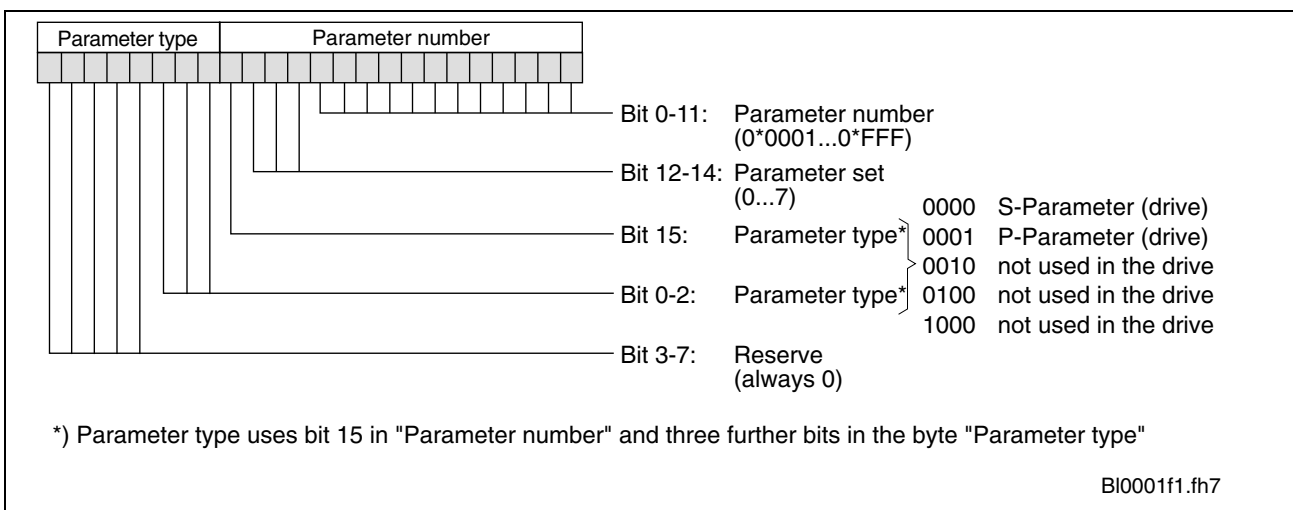 Parameter type Parameter number
Bit 0-11: Parameter number
(0*0001...0*FFF)
Bit 12-14: Parameter set
(0...7)
0000 S-Parameter (drive)
Bit 15: Parameter type* 0001 P-Parameter (drive)
0010 not used in the drive
Bit 0-2: Parameter type* 0100 not used in the drive
1000 not used in the drive
Bit 3-7: Reserve
(always 0)
*) Parameter type uses bit 15 in "Parameter number" and three further bits in the byte "Parameter type"
Bl0001f1.fh7